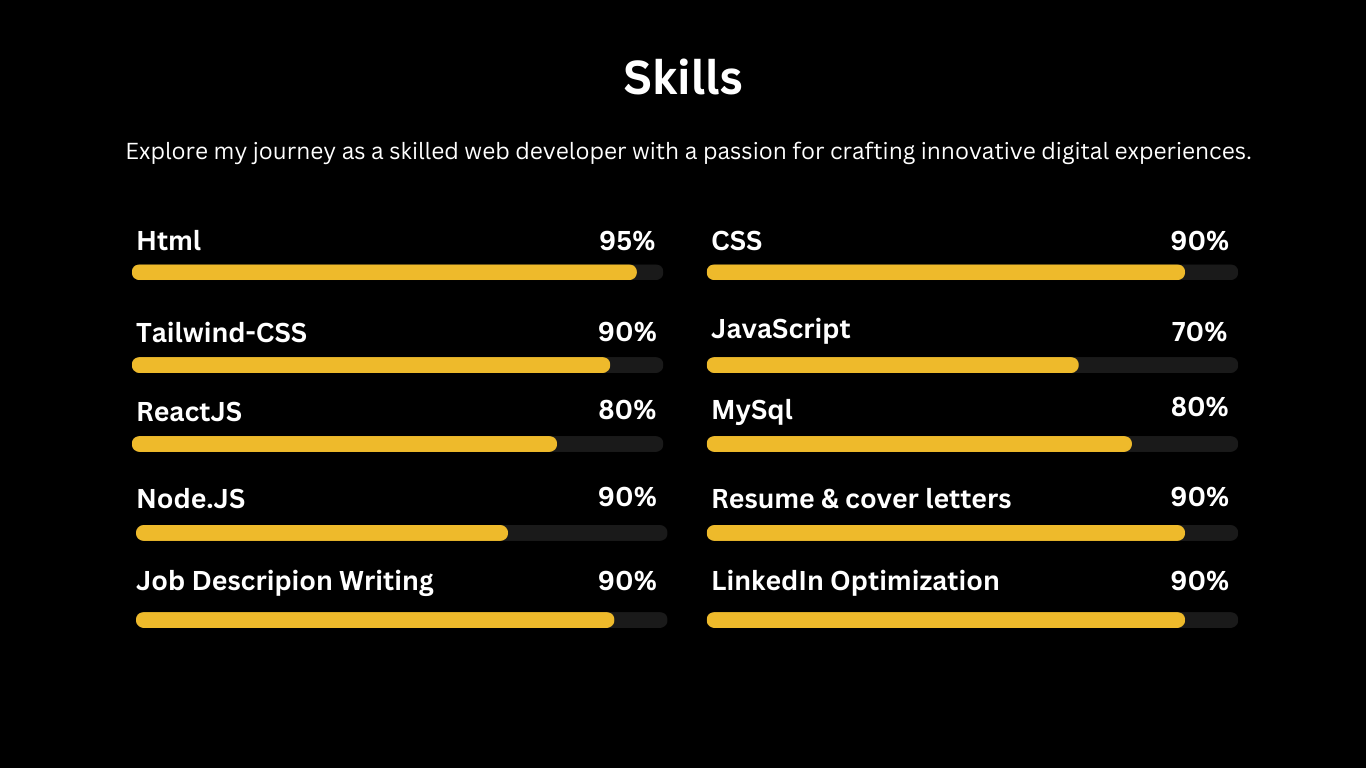 Skills
Explore my journey as a skilled web developer with a passion for crafting innovative digital experiences.
Html 95% CSS 90%
Tailwind-CSS 90% JavaScript 70%
ReactJS 80% MySql 80%
Node.JS 90% Resume & cover letters 90%
Job Descripion Writing 90% LinkedIn Optimization 90%